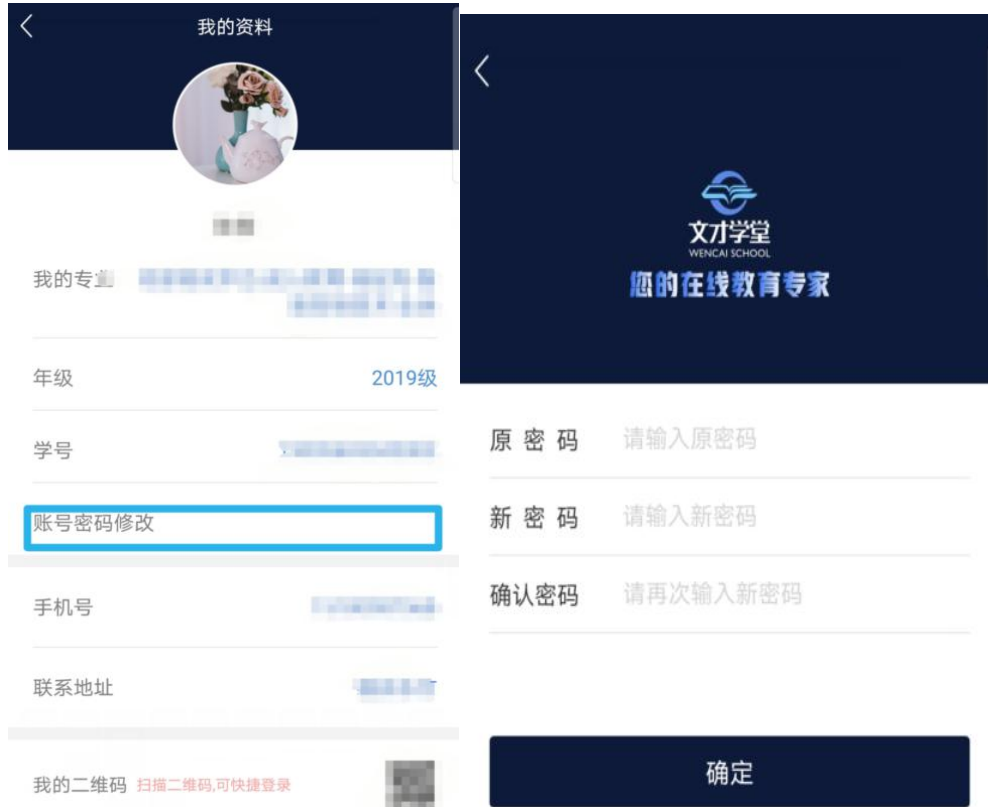 我的资料
我的专业
年级 2019级
学号
账号密码修改
手机号
联系地址
我的二维码 扫描二维码,可快捷登录
文才学堂
WENCAI SCHOOL
您的在线教育专家
原密码 请输入原密码
新密码 请输入新密码
确认密码 请再次输入新密码
确定